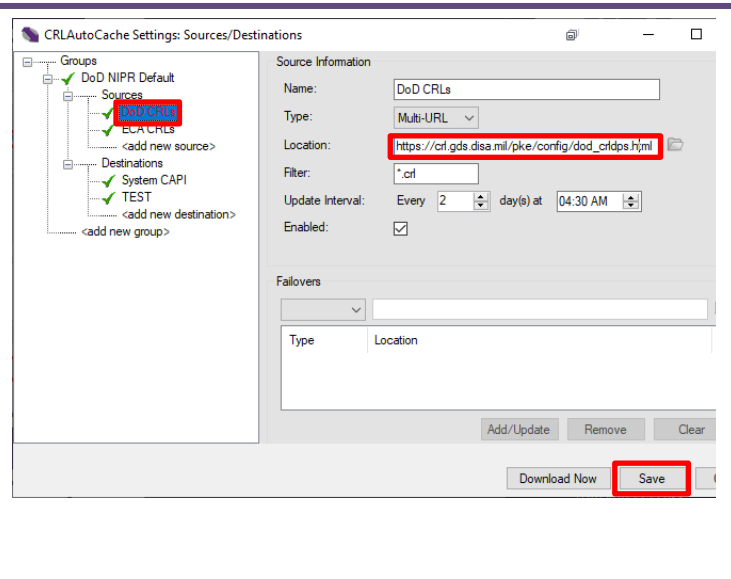 CRLAutoCache Settings: Sources/Destinations
Groups
DoD NIPR Default
Sources
DoD CRLs
ECA CRLs
<add new source>
Destinations
System CAPI
TEST
<add new destination>
<add new group>
Source Information
Name: DoD CRLs
Type: Multi-URL
Location: https://crl.gds.disa.mil/pke/config/dod_crldps.html
Filter: *.crl
Update Interval: Every 2 day(s) at 04:30 AM
Enabled:
Failovers
Type Location
Add/Update Remove Clear
Download Now Save